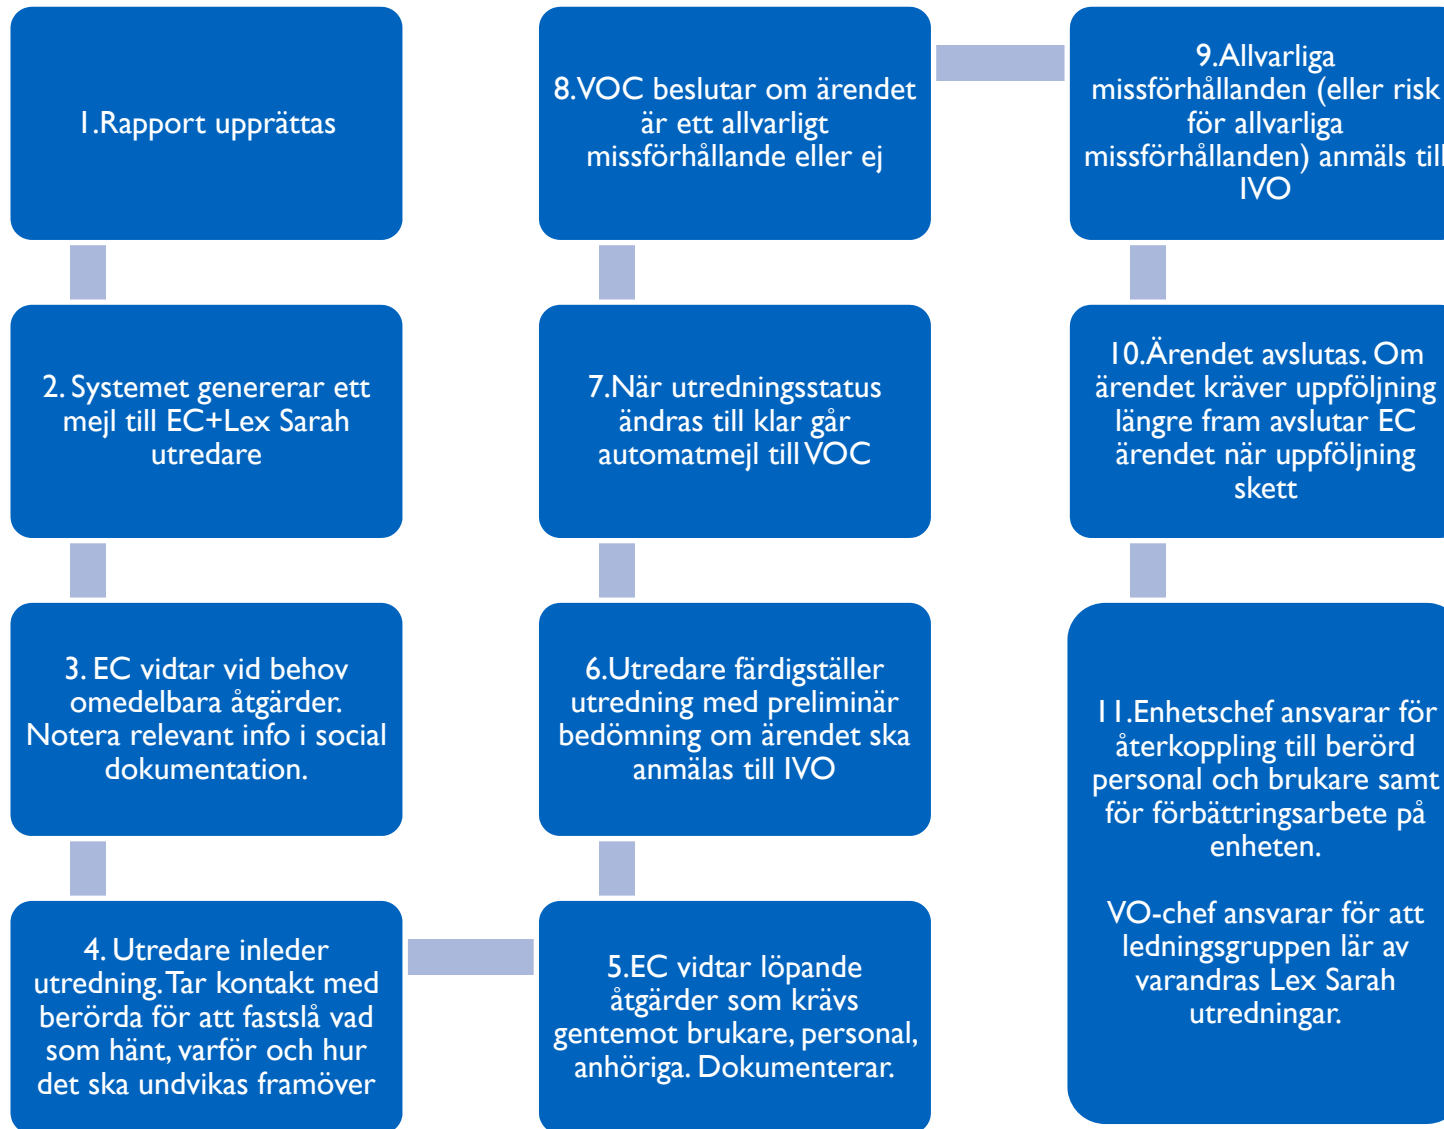 1.Rapport upprättas
2. Systemet genererar ett
mejl till EC+Lex Sarah
utredare
3. EC vidtar vid behov
omedelbara åtgärder.
Notera relevant info i social
dokumentation.
4. Utredare inleder
utredning. Tar kontakt med
berörda för att fastslå vad
som hänt, varför och hur
det ska undvikas framöver
5.EC vidtar löpande
åtgärder som krävs
gentemot brukare, personal,
anhöriga. Dokumenterar.
6.Utredare färdigställer
utredning med preliminär
bedömning om ärendet ska
anmälas till IVO
7.När utredningsstatus
ändras till klar går
automatmejl till VOC
8.VOC beslutar om ärendet
är ett allvarligt
missförhållande eller ej
9.Allvarliga
missförhållanden (eller risk
för allvarliga
missförhållanden) anmäls till
IVO
10.Ärendet avslutas. Om
ärendet kräver uppföljning
längre fram avslutar EC
ärendet när uppföljning
skett
11.Enhetschef ansvarar för
återkoppling till berörd
personal och brukare samt
för förbättringsarbete på
enheten.
VO-chef ansvarar för att
ledningsgruppen lär av
varandras Lex Sarah
utredningar.